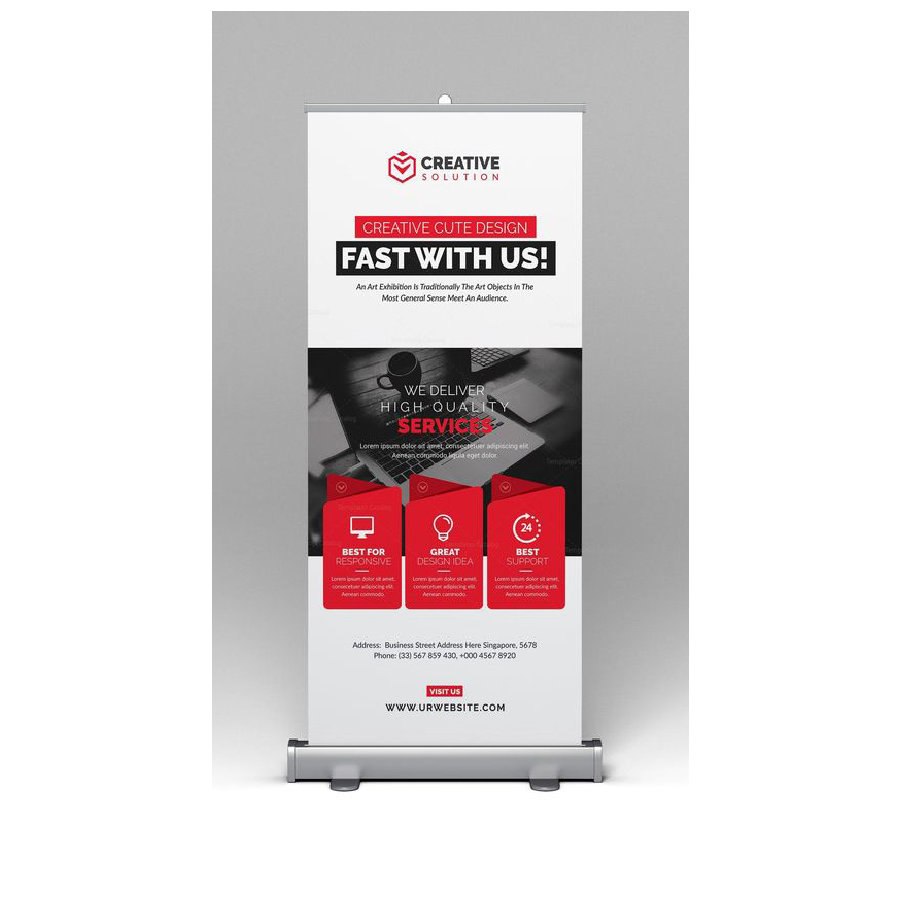 CREATIVE
SOLUTION
CREATIVE CUTE DESIGN
FAST WITH US!
An Art Exhibition Is Traditionally The Art Objects In The
Most General Sense Meet An Audience.
WE DELIVER
HIGH QUALITY
SERVICES
Lorem ipsum dolor sit amet, consectetuer adipiscing elit.
Aenean commodo ligula eget dolor.
BEST FOR
RESPONSIVE
Lorem ipsum dolor sit amet,
consectetuer adipiscing elit.
Aenean commodo.
GREAT
DESIGN IDEA
Lorem ipsum dolor sit amet,
consectetuer adipiscing elit.
Aenean commodo.
24
BEST
SUPPORT
Lorem ipsum dolor sit amet,
consectetuer adipiscing elit.
Aenean commodo.
Address: Business Street Address Here Singapore, 5678
Phone: (33) 567 859 430, +000 4567 8920
VISIT US
WWW.URWEBSITE.COM